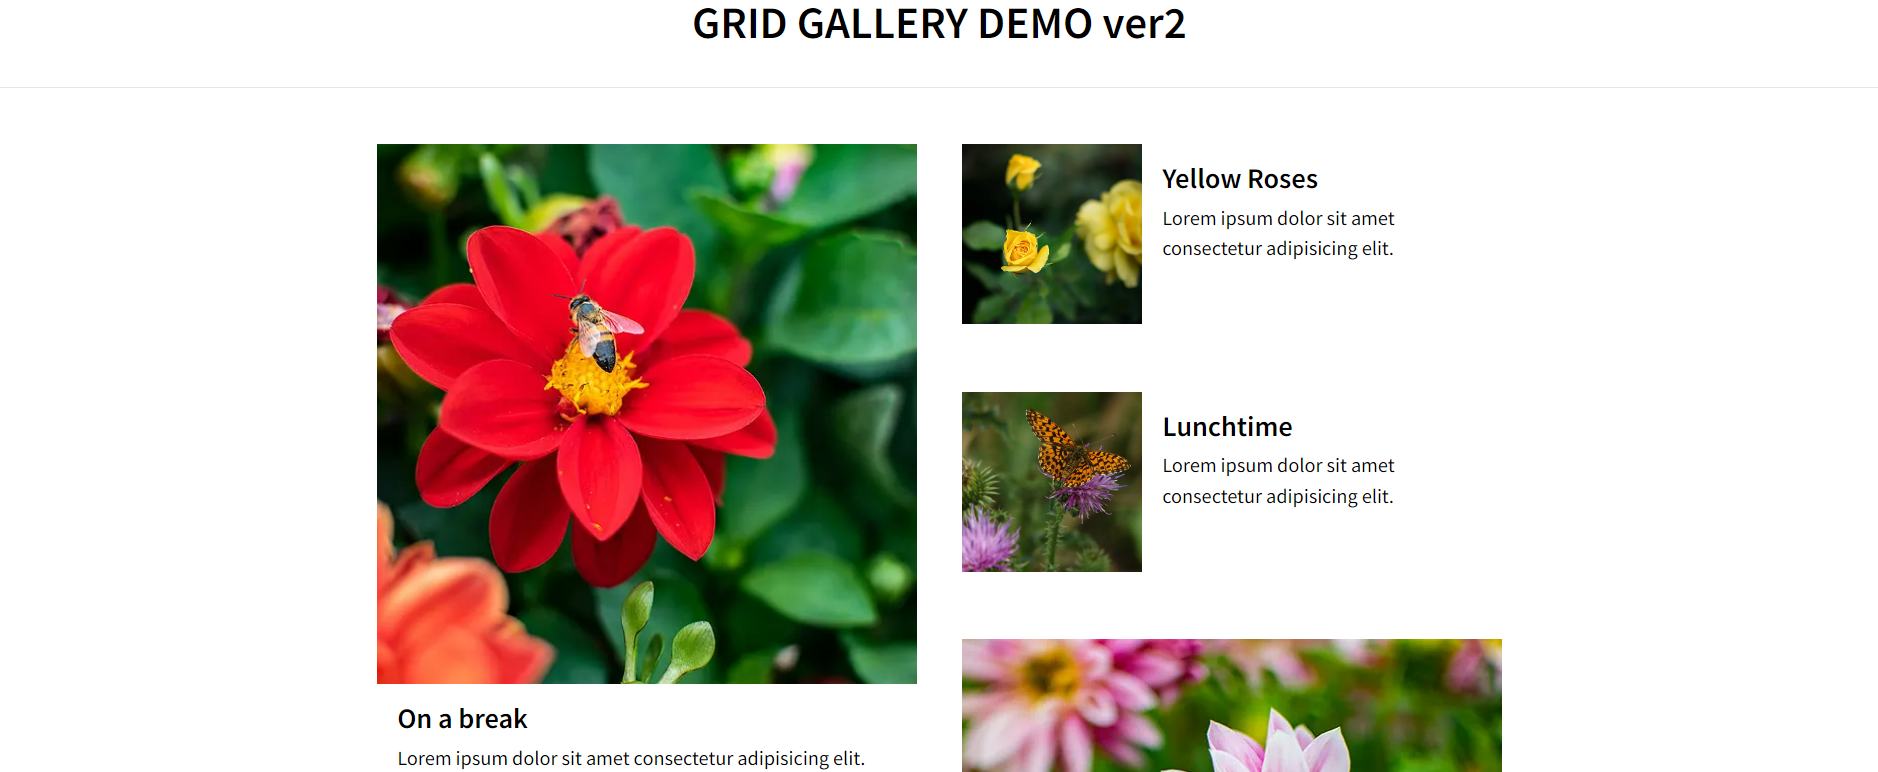 GRID GALLERY DEMO ver2
Yellow Roses
Lorem ipsum dolor sit amet
consectetur adipisicing elit.
Lunchtime
Lorem ipsum dolor sit amet
consectetur adipisicing elit.
On a break
Lorem ipsum dolor sit amet consectetur adipisicing elit.